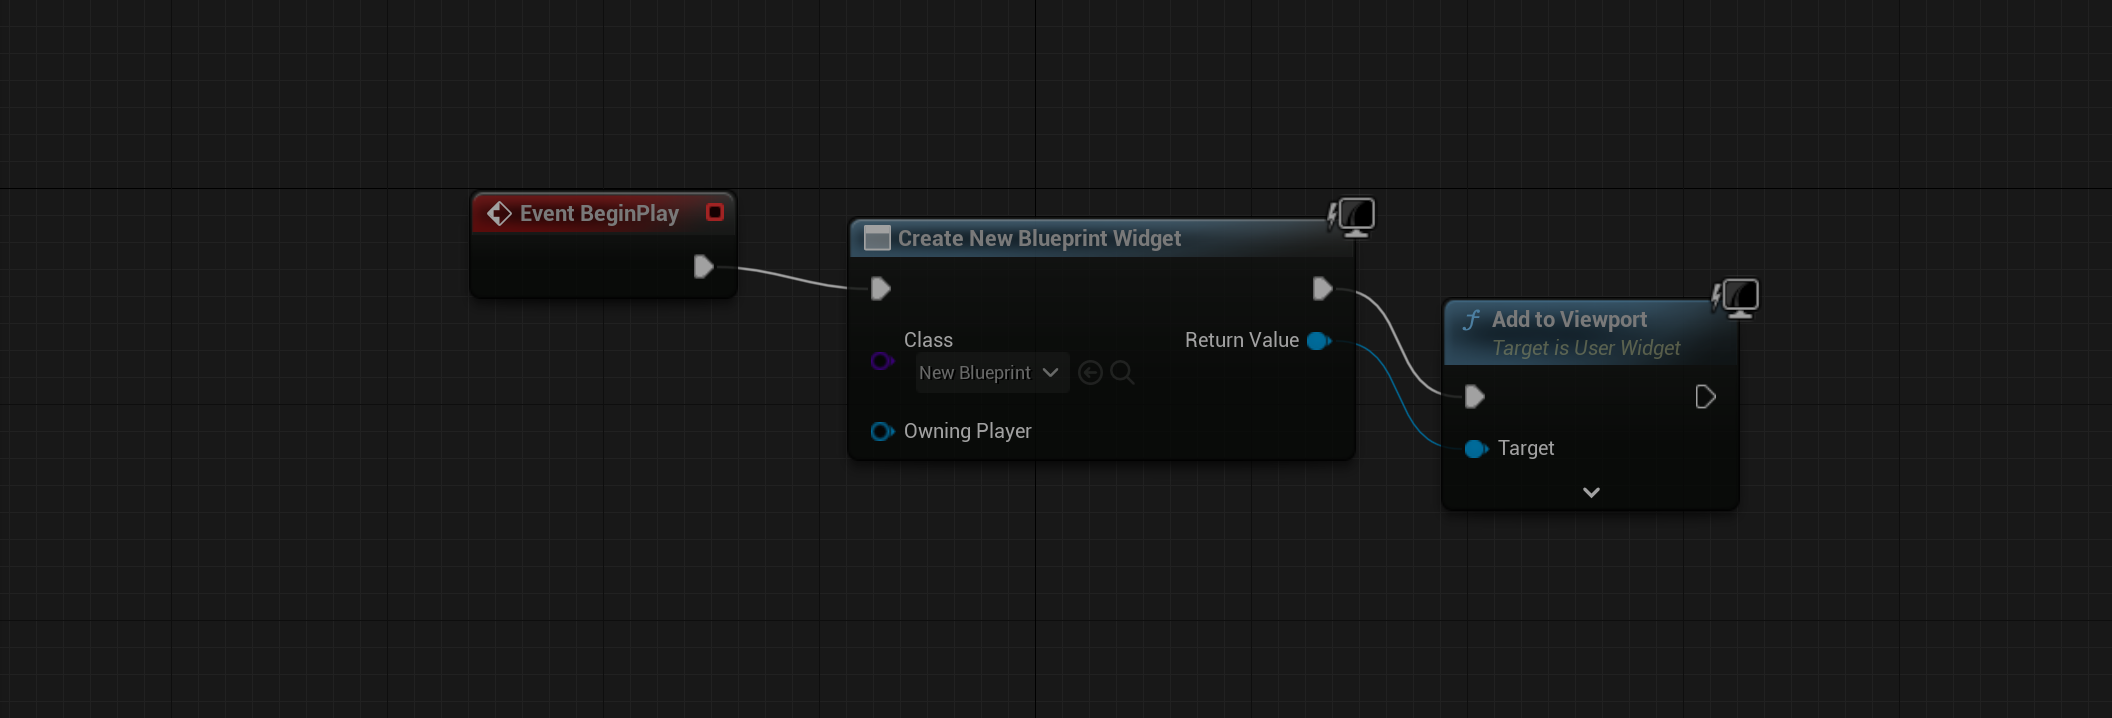 Event BeginPlay
Create New Blueprint Widget
Class
Return Value
New Blueprint
Owning Player
f Add to Viewport
Target is User Widget
Target